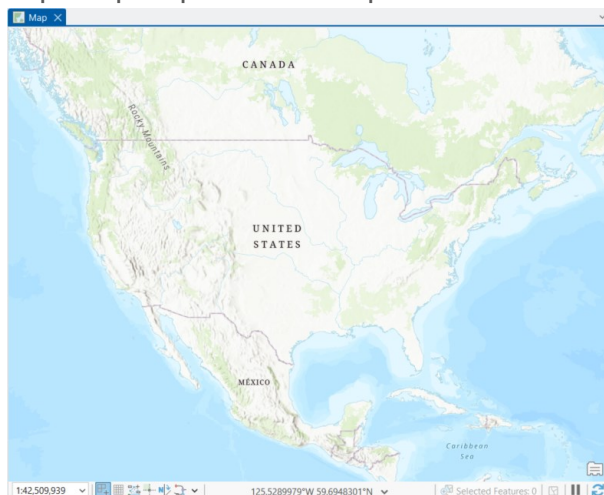 Map
CANADA
Rocky Mountains
UNITED
STATES
MÉXICO
Caribbean
Sea
1:42,509,939
125.5289979°W 59.6948301°N
Selected Features: 0